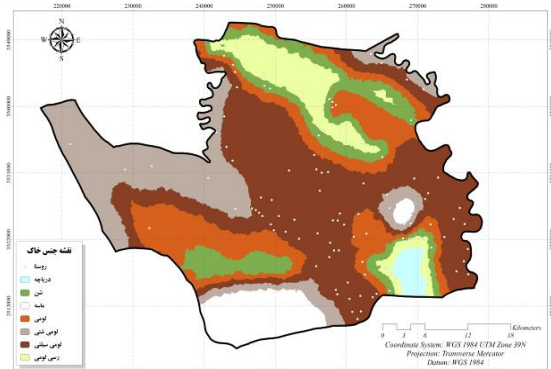 220000 230000 240000 250000 260000 270000 280000
N
W E
S
نقشه جنس خاک
روستا
دریاچه
شن
ماسه
لومی
لومی شنی
لومی سیلتی
رسی لومی
0 3 6 12 18
Kilometers
Coordinate System: WGS 1984 UTM Zone 39N
Projection: Transverse Mercator
Datum: WGS 1984